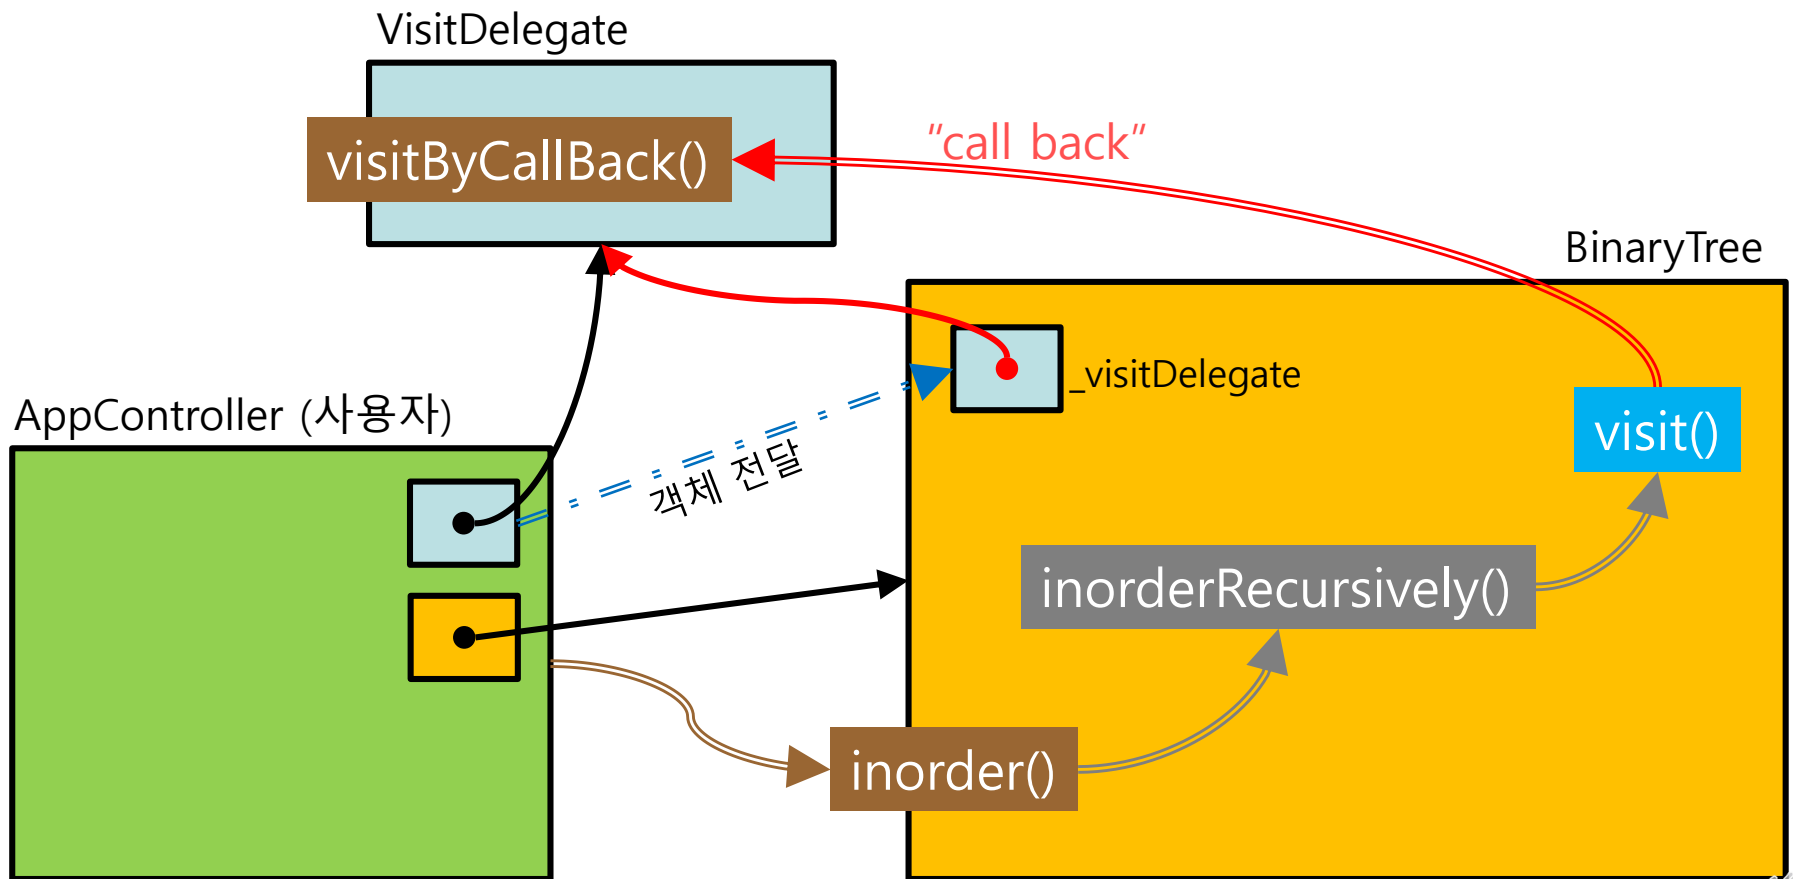 VisitDelegate
visitByCallBack()
“call back”
BinaryTree
_visitDelegate
AppController (사용자)
visit()
객체 전달
inorderRecursively()
inorder()